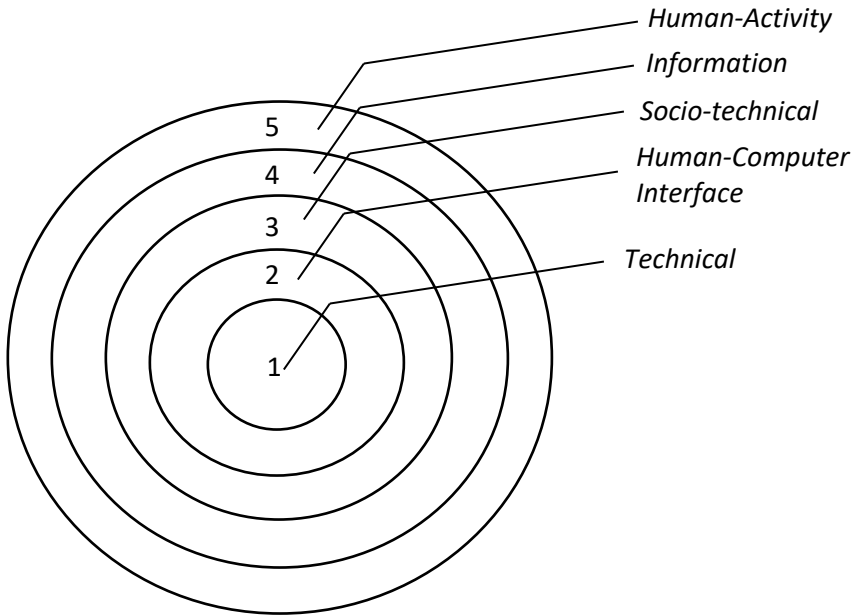 Human-Activity
Information
5
Socio-technical
4
Human-Computer
Interface
3
2
Technical
1